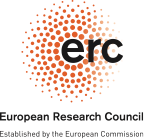 erc
European Research Council
Established by the European Commission